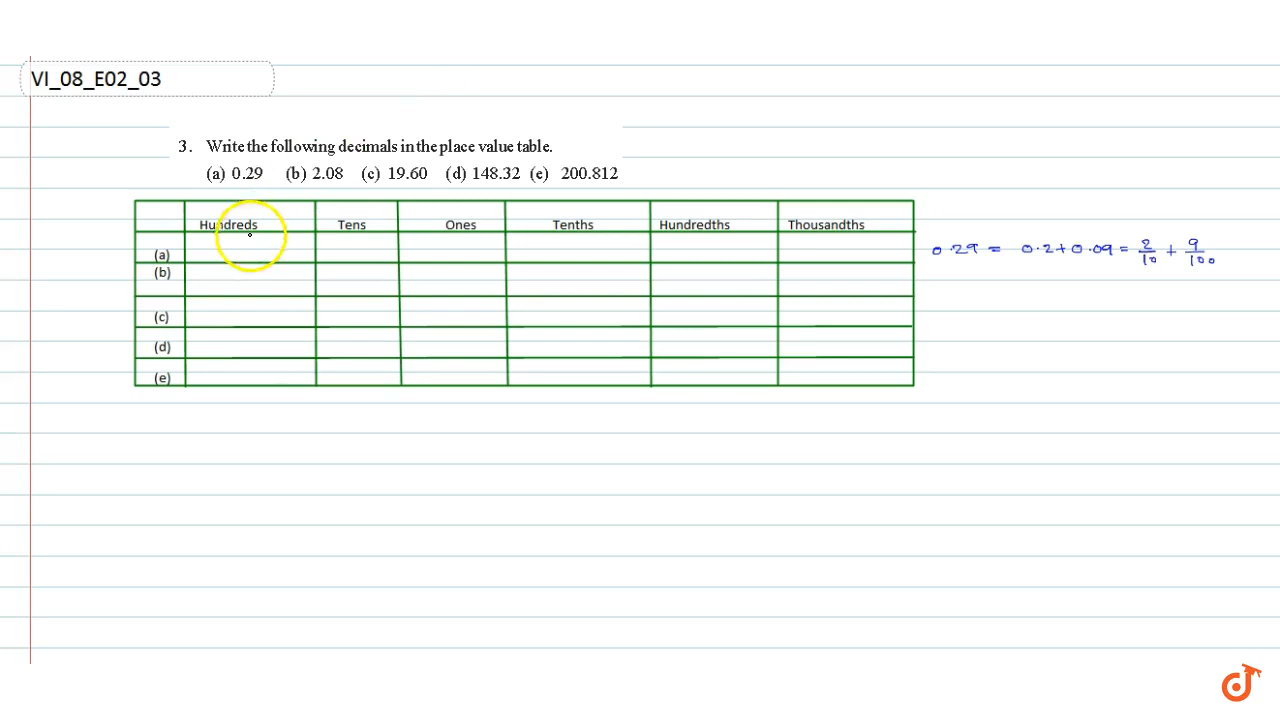 VI_08_E02_03
3. Write the following decimals in the place value table.
(a) 0.29 (b) 2.08 (c) 19.60 (d) 148.32 (e) 200.812
Hundreds Tens Ones Tenths Hundredths Thousandths
(a) 0.29 = 0.2 + 0.09 = 2/10 + 9/100
(b)
(c)
(d)
(e)